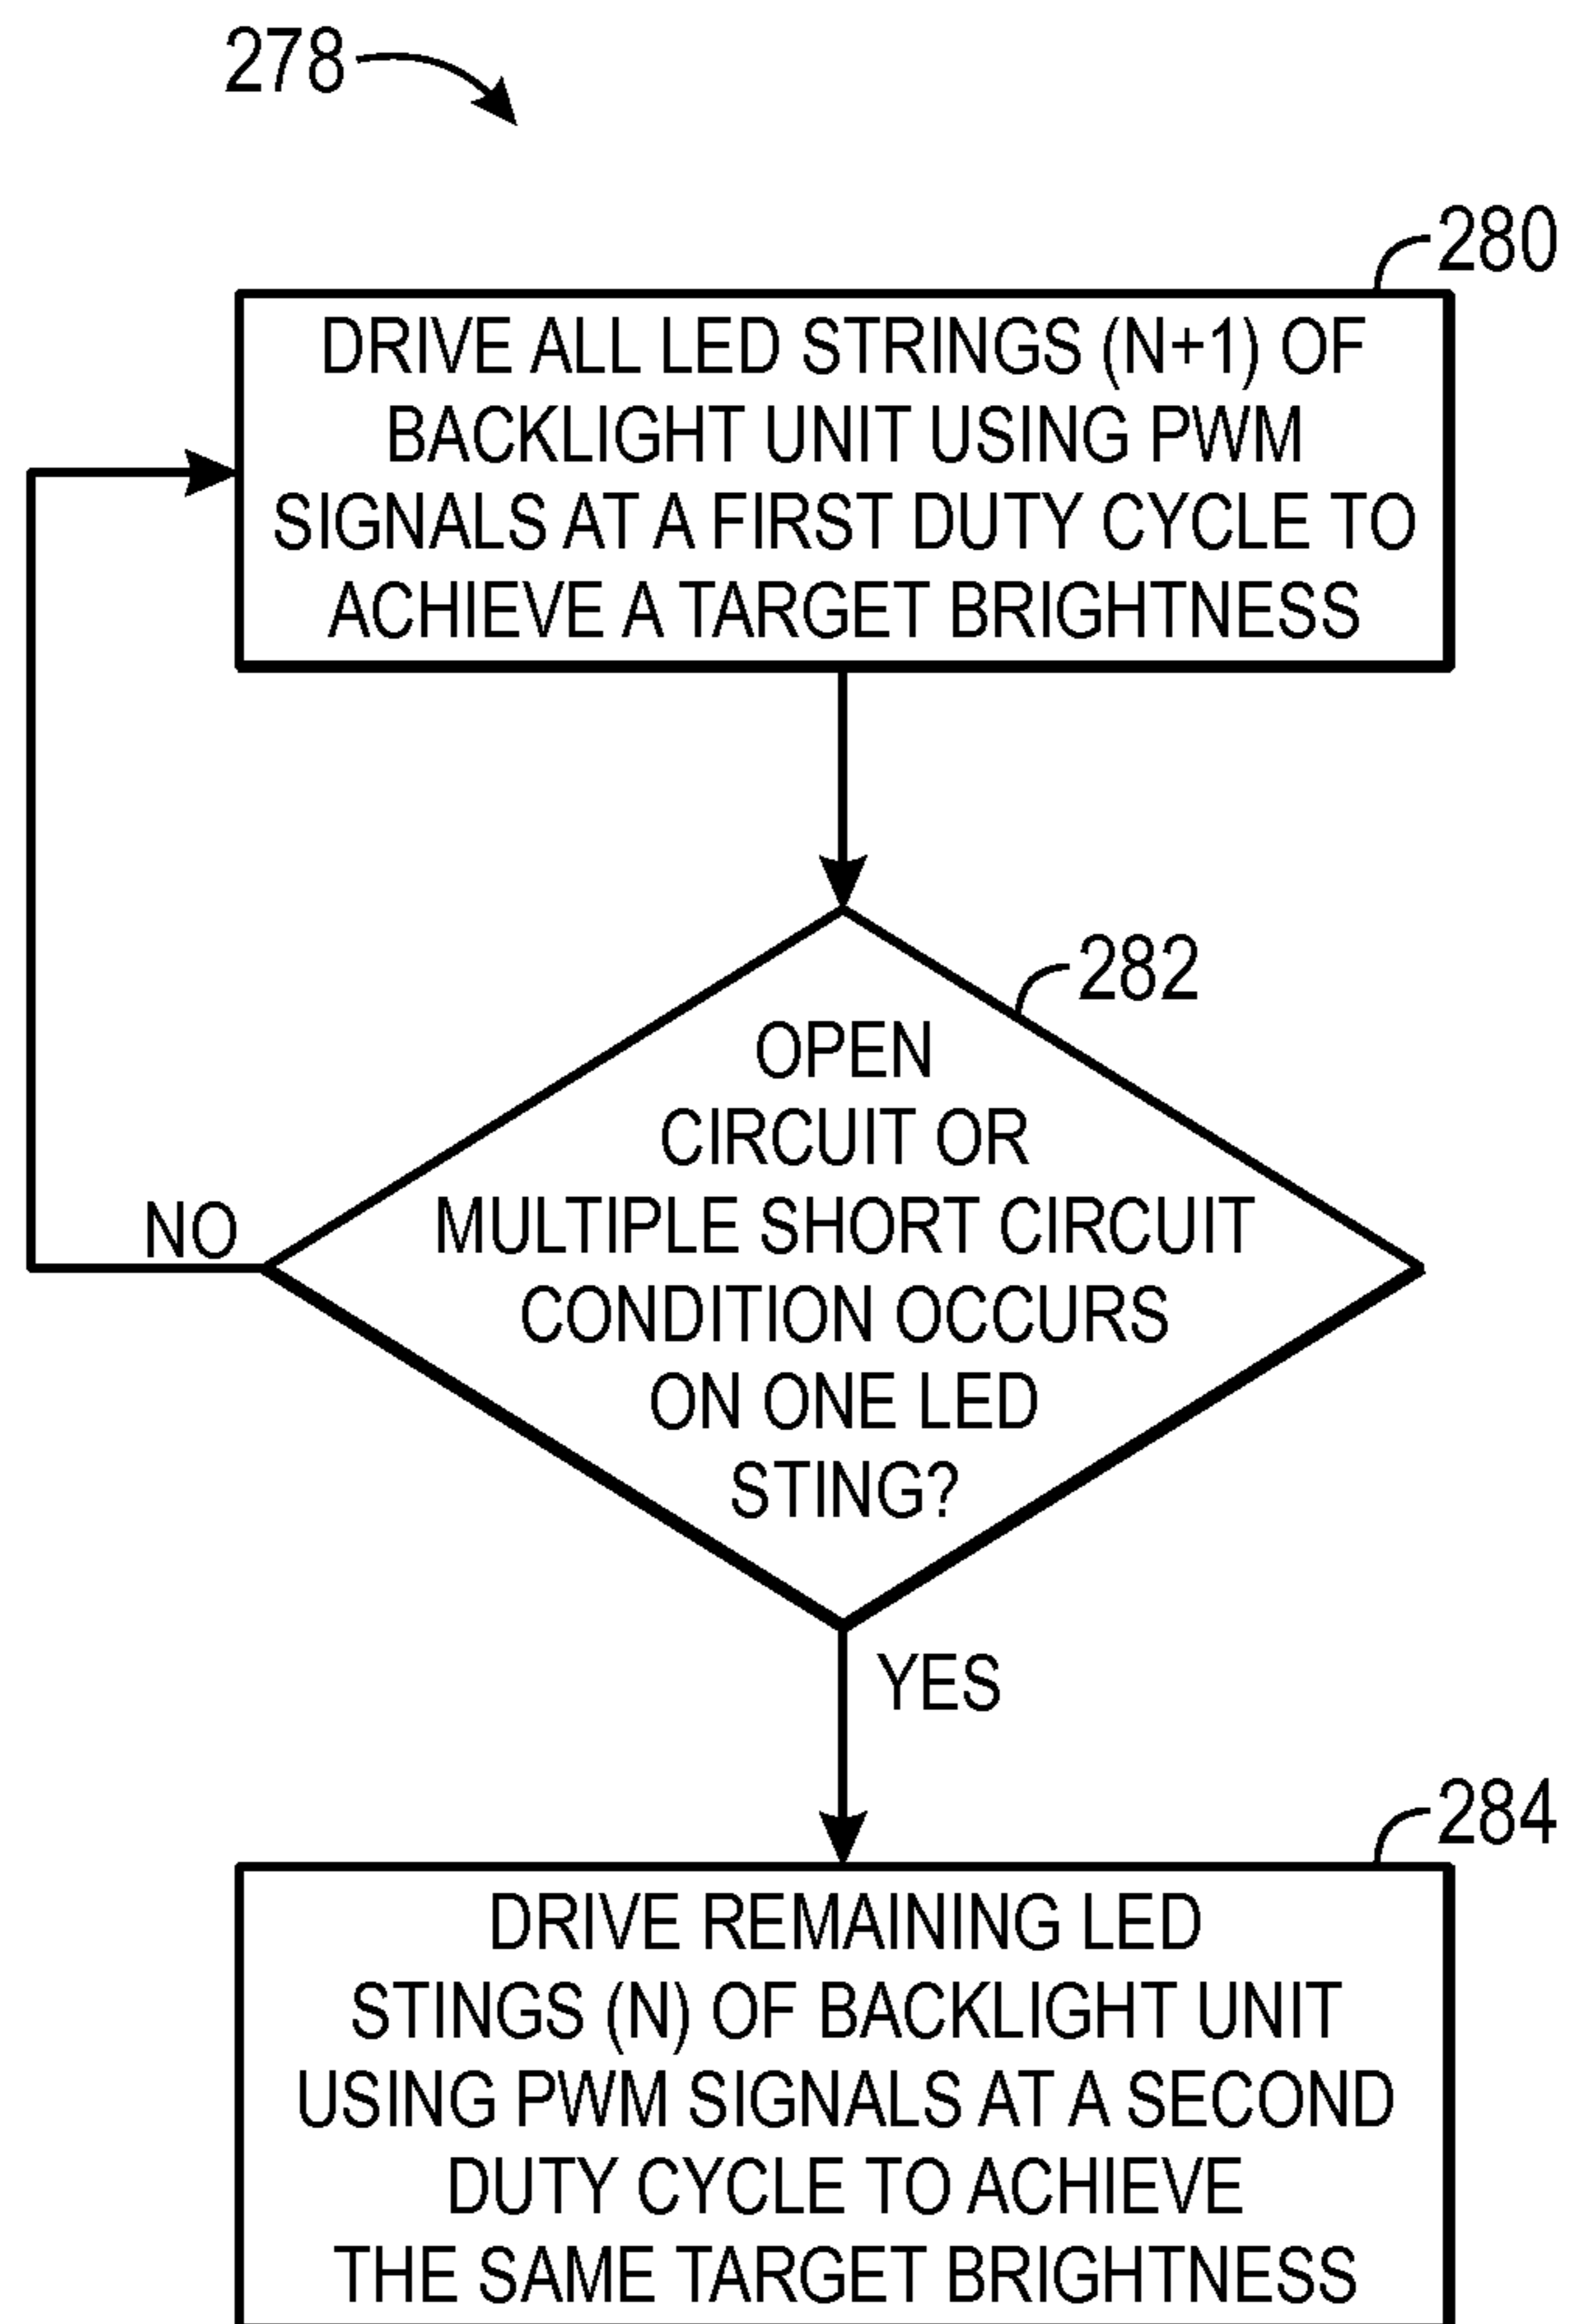 278
280
DRIVE ALL LED STRINGS (N+1) OF
BACKLIGHT UNIT USING PWM
SIGNALS AT A FIRST DUTY CYCLE TO
ACHIEVE A TARGET BRIGHTNESS
282
OPEN
CIRCUIT OR
MULTIPLE SHORT CIRCUIT
CONDITION OCCURS
ON ONE LED
STING?
NO
YES
284
DRIVE REMAINING LED
STINGS (N) OF BACKLIGHT UNIT
USING PWM SIGNALS AT A SECOND
DUTY CYCLE TO ACHIEVE
THE SAME TARGET BRIGHTNESS